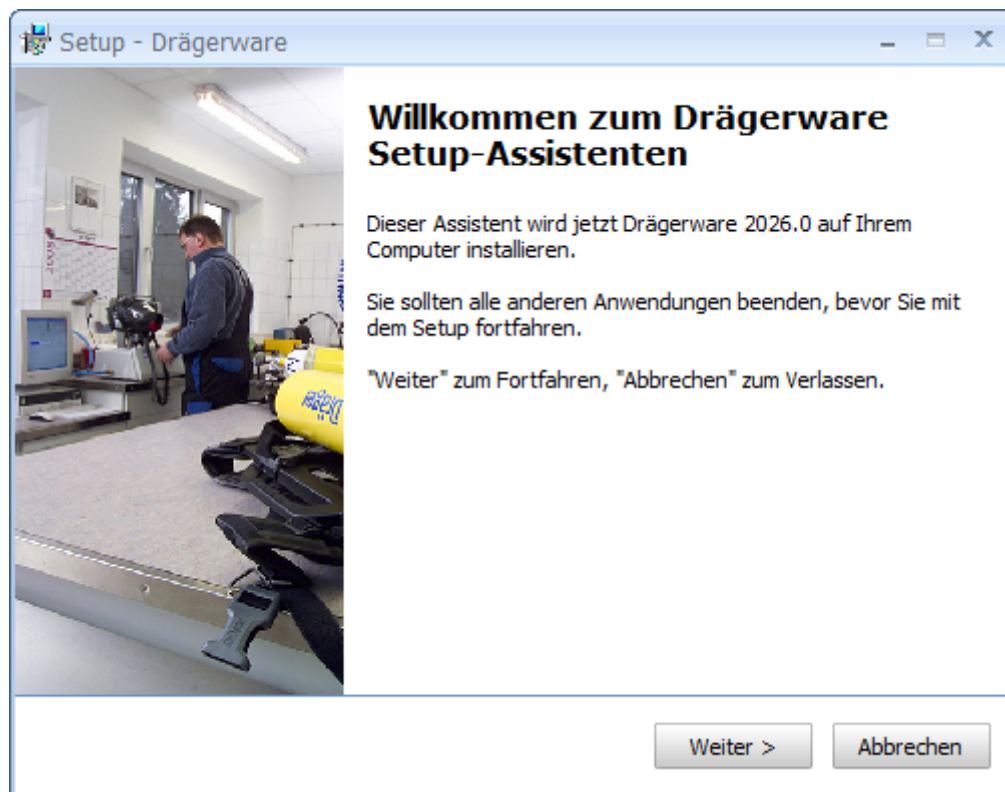 Setup - Drägerware
Willkommen zum Drägerware
Setup-Assistenten
Dieser Assistent wird jetzt Drägerware 2026.0 auf Ihrem
Computer installieren.
Sie sollten alle anderen Anwendungen beenden, bevor Sie mit
dem Setup fortfahren.
"Weiter" zum Fortfahren, "Abbrechen" zum Verlassen.
2008
Dräger
Weiter >
Abbrechen